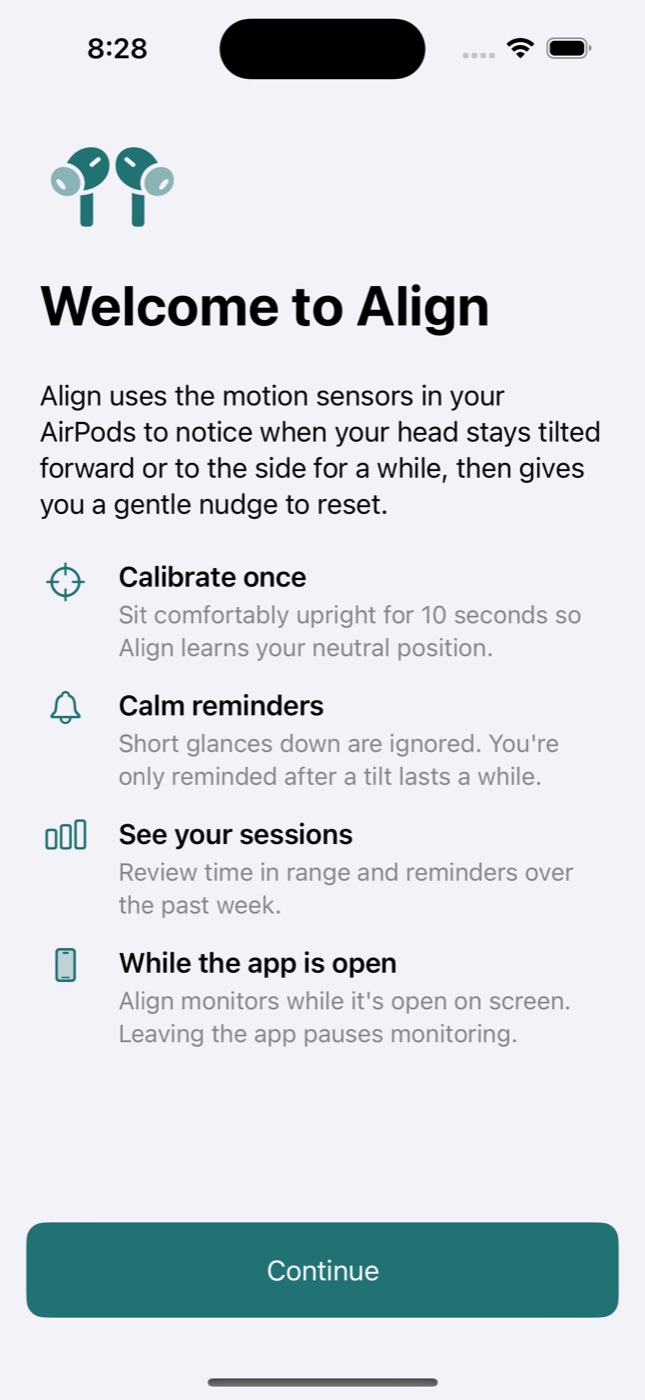 8:28
Welcome to Align
Align uses the motion sensors in your
AirPods to notice when your head stays tilted
forward or to the side for a while, then gives
you a gentle nudge to reset.
Calibrate once
Sit comfortably upright for 10 seconds so
Align learns your neutral position.
Calm reminders
Short glances down are ignored. You're
only reminded after a tilt lasts a while.
See your sessions
Review time in range and reminders over
the past week.
While the app is open
Align monitors while it's open on screen.
Leaving the app pauses monitoring.
Continue